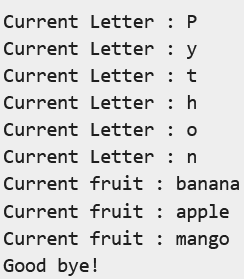 Current Letter : P
Current Letter : y
Current Letter : t
Current Letter : h
Current Letter : o
Current Letter : n
Current fruit : banana
Current fruit : apple
Current fruit : mango
Good bye!